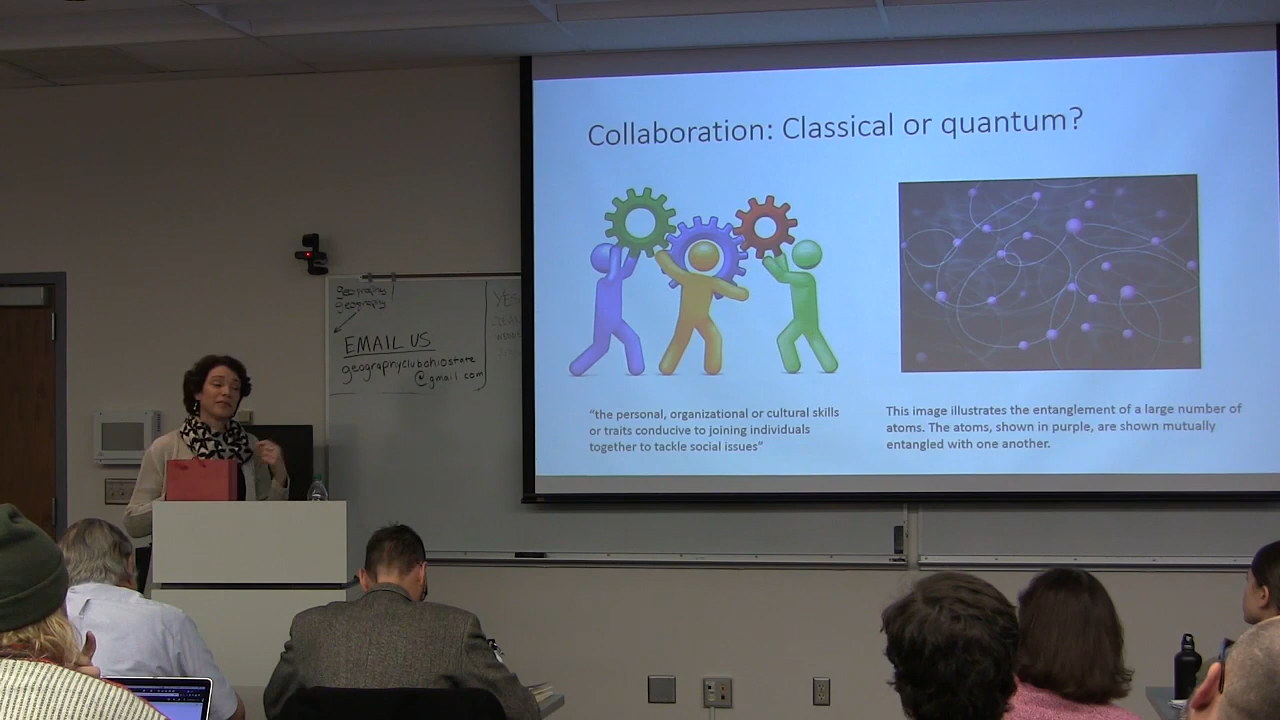 Collaboration: Classical or quantum?
"the personal, organizational or cultural skills
or traits conducive to joining individuals
together to tackle social issues"
This image illustrates the entanglement of a large number of
atoms. The atoms, shown in purple, are shown mutually
entangled with one another.
geography
EMAIL US
geographyclubohiostate
@gmail.com
YES